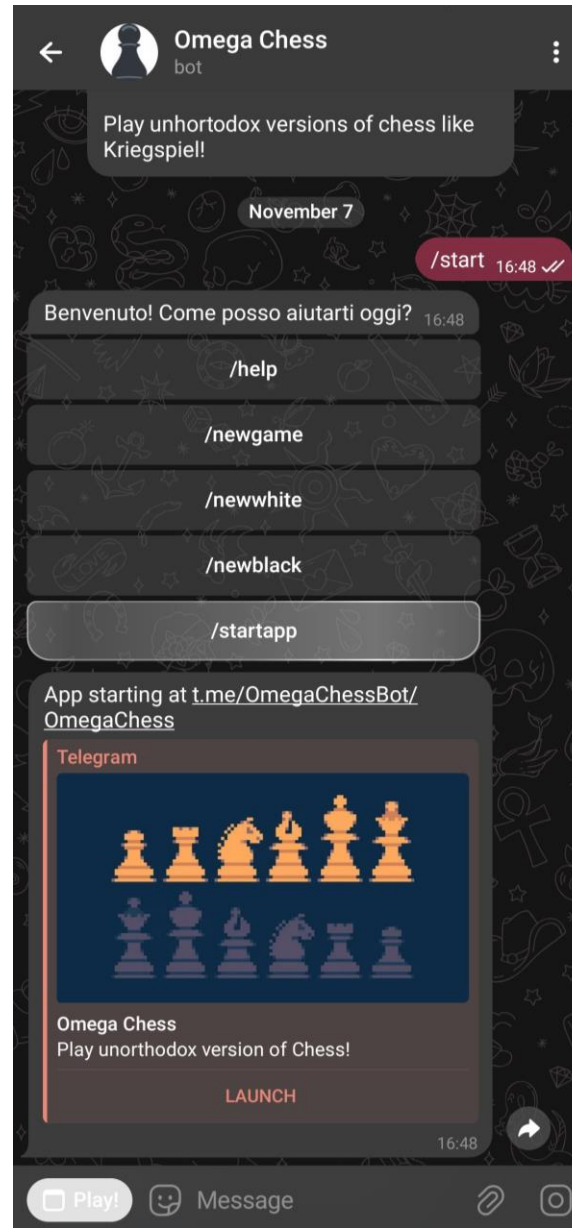 Omega Chess
bot
Play unhortodox versions of chess like
Kriegspiel!
November 7
/start 16:48
Benvenuto! Come posso aiutarti oggi? 16:48
/help
/newgame
/newwhite
/newblack
/startapp
App starting at t.me/OmegaChessBot/
OmegaChess
Telegram
Omega Chess
Play unorthodox version of Chess!
LAUNCH
16:48
Play!
Message